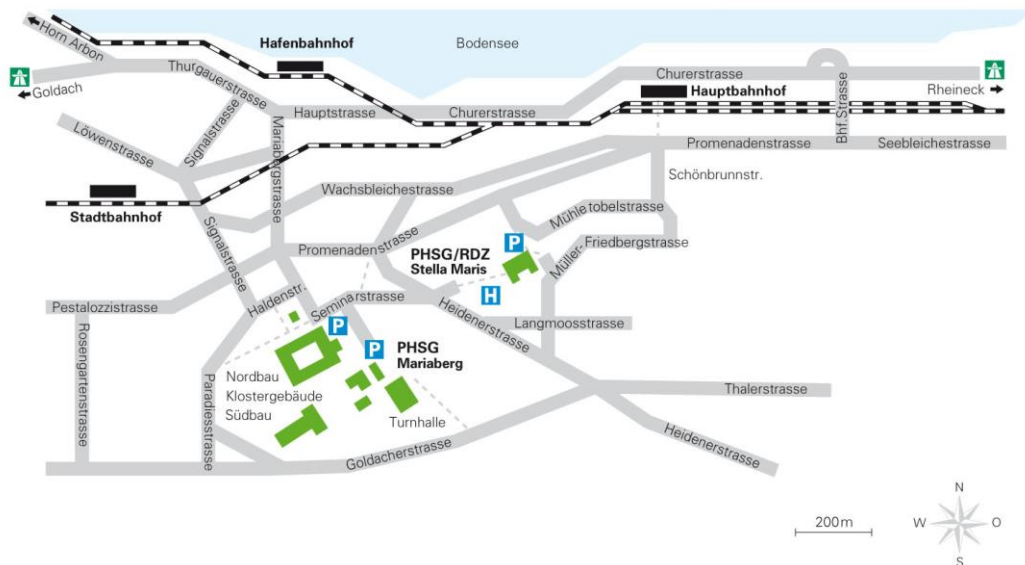 Horn Arbon
Hafenbahnhof
Bodensee
Goldach
Thurgauerstrasse
Churerstrasse
Hauptbahnhof
Rheineck
Hauptstrasse
Churerstrasse
Signalstrasse
Löwenstrasse
Mariabergstrasse
Bhf.Strasse
Promenadenstrasse
Seebleichestrasse
Schönbrunnstr.
Wachsbleichestrasse
Stadtbahnhof
Signalstrasse
Mühletobelstrasse
Promenadenstrasse
PHSG/RDZ
Stella Maris
P
Müller-Friedbergstrasse
H
Pestalozzistrasse
Haldenstr.
Seminarstrasse
Heidenerstrasse
Langmoosstrasse
P
P
PHSG
Mariaberg
Rosengartenstrasse
Paradiesstrasse
Nordbau
Klostergebäude
Südbau
Turnhalle
Thalerstrasse
Goldacherstrasse
Heidenerstrasse
200m
N
W
O
S